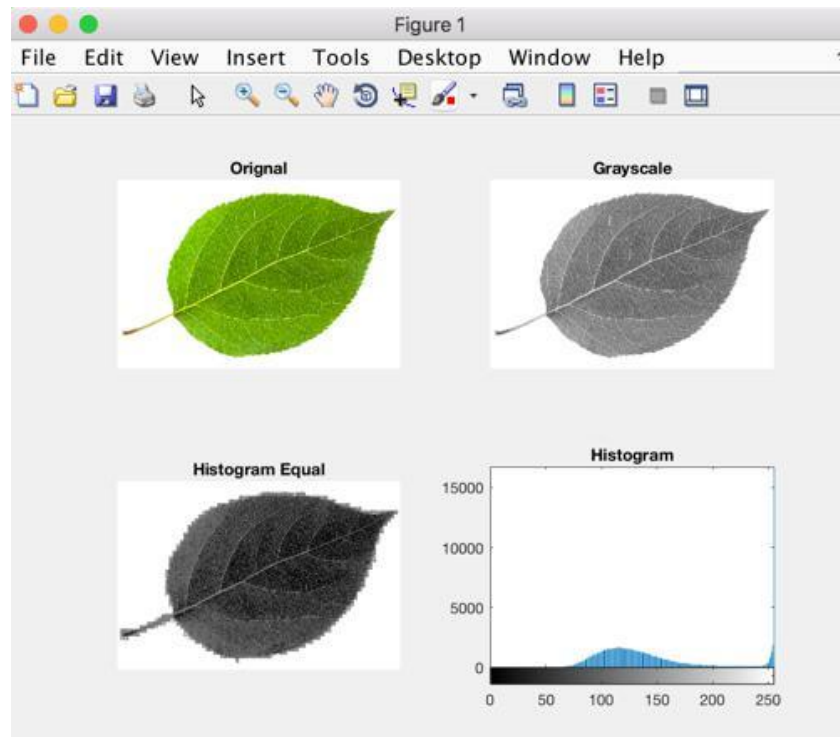 Figure 1
File Edit View Insert Tools Desktop Window Help
Orignal
Grayscale
Histogram Equal
Histogram
15000
10000
5000
0
0 50 100 150 200 250